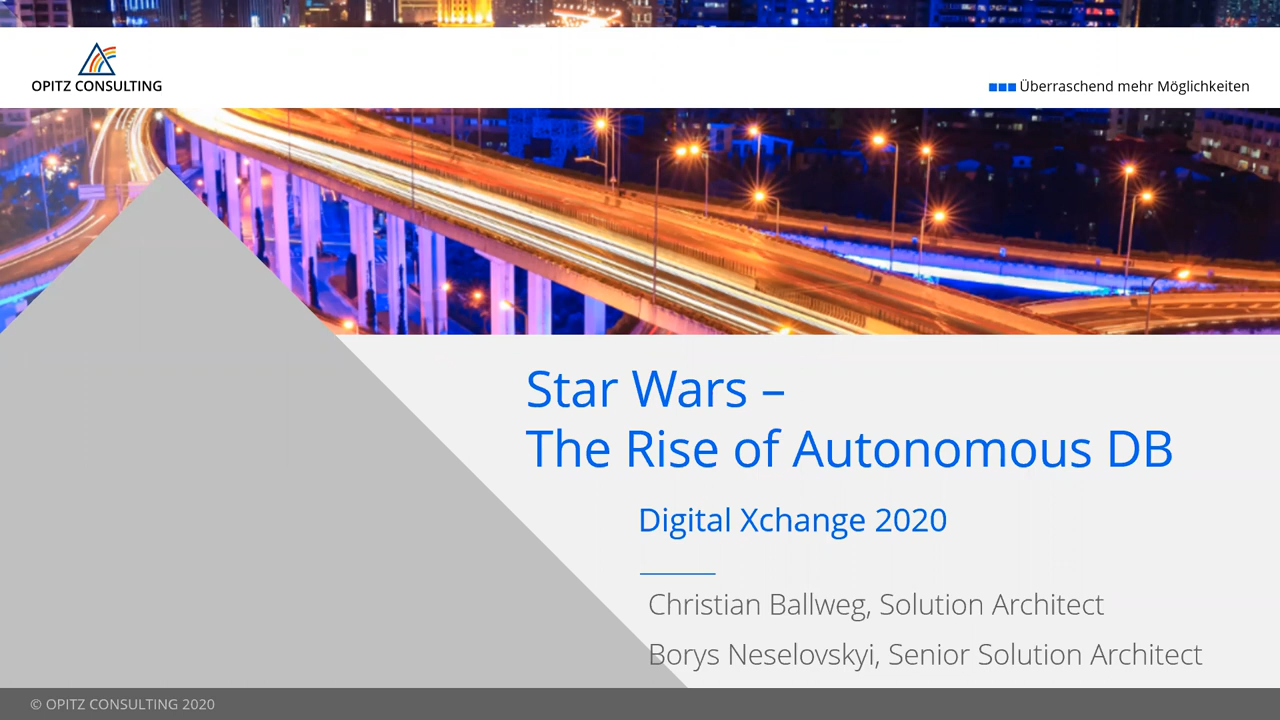 OPITZ CONSULTING
Überraschend mehr Möglichkeiten
Star Wars –
The Rise of Autonomous DB
Digital Xchange 2020
Christian Ballweg, Solution Architect
Borys Neselovskyi, Senior Solution Architect
© OPITZ CONSULTING 2020